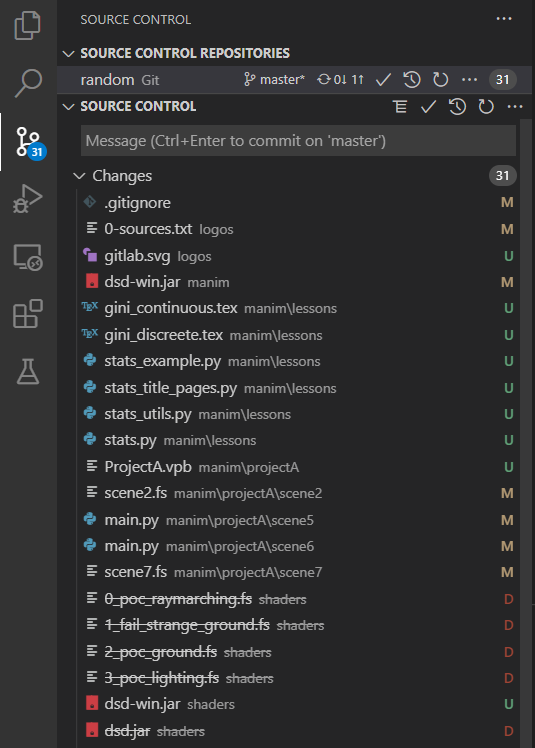 SOURCE CONTROL
SOURCE CONTROL REPOSITORIES
random Git master* 0↓ 1↑ 31
SOURCE CONTROL
31
Message (Ctrl+Enter to commit on 'master')
Changes 31
.gitignore M
0-sources.txt logos M
gitlab.svg logos U
dsd-win.jar manim M
TEX gini_continuous.tex manim\lessons U
TEX gini_discreete.tex manim\lessons U
stats_example.py manim\lessons U
stats_title_pages.py manim\lessons U
stats_utils.py manim\lessons U
stats.py manim\lessons U
ProjectA.vpb manim\projectA U
scene2.fs manim\projectA\scene2 M
main.py manim\projectA\scene5 M
main.py manim\projectA\scene6 M
scene7.fs manim\projectA\scene7 M
0_poc_raymarching.fs shaders D
1_fail_strange_ground.fs shaders D
2_poc_ground.fs shaders D
3_poc_lighting.fs shaders D
dsd-win.jar shaders U
dsd.jar shaders D